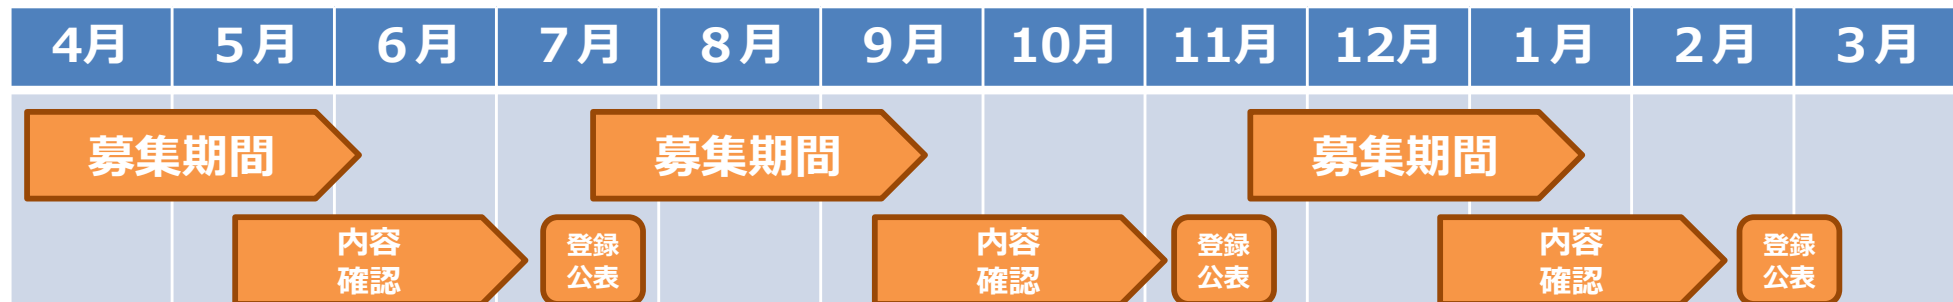 4月 5月 6月 7月 8月 9月 10月 11月 12月 1月 2月 3月
募集期間 募集期間 募集期間
内容 登録 内容 登録 内容 登録
確認 公表 確認 公表 確認 公表